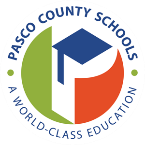 PASCO COUNTY SCHOOLS
• A WORLD-CLASS EDUCATION •
P